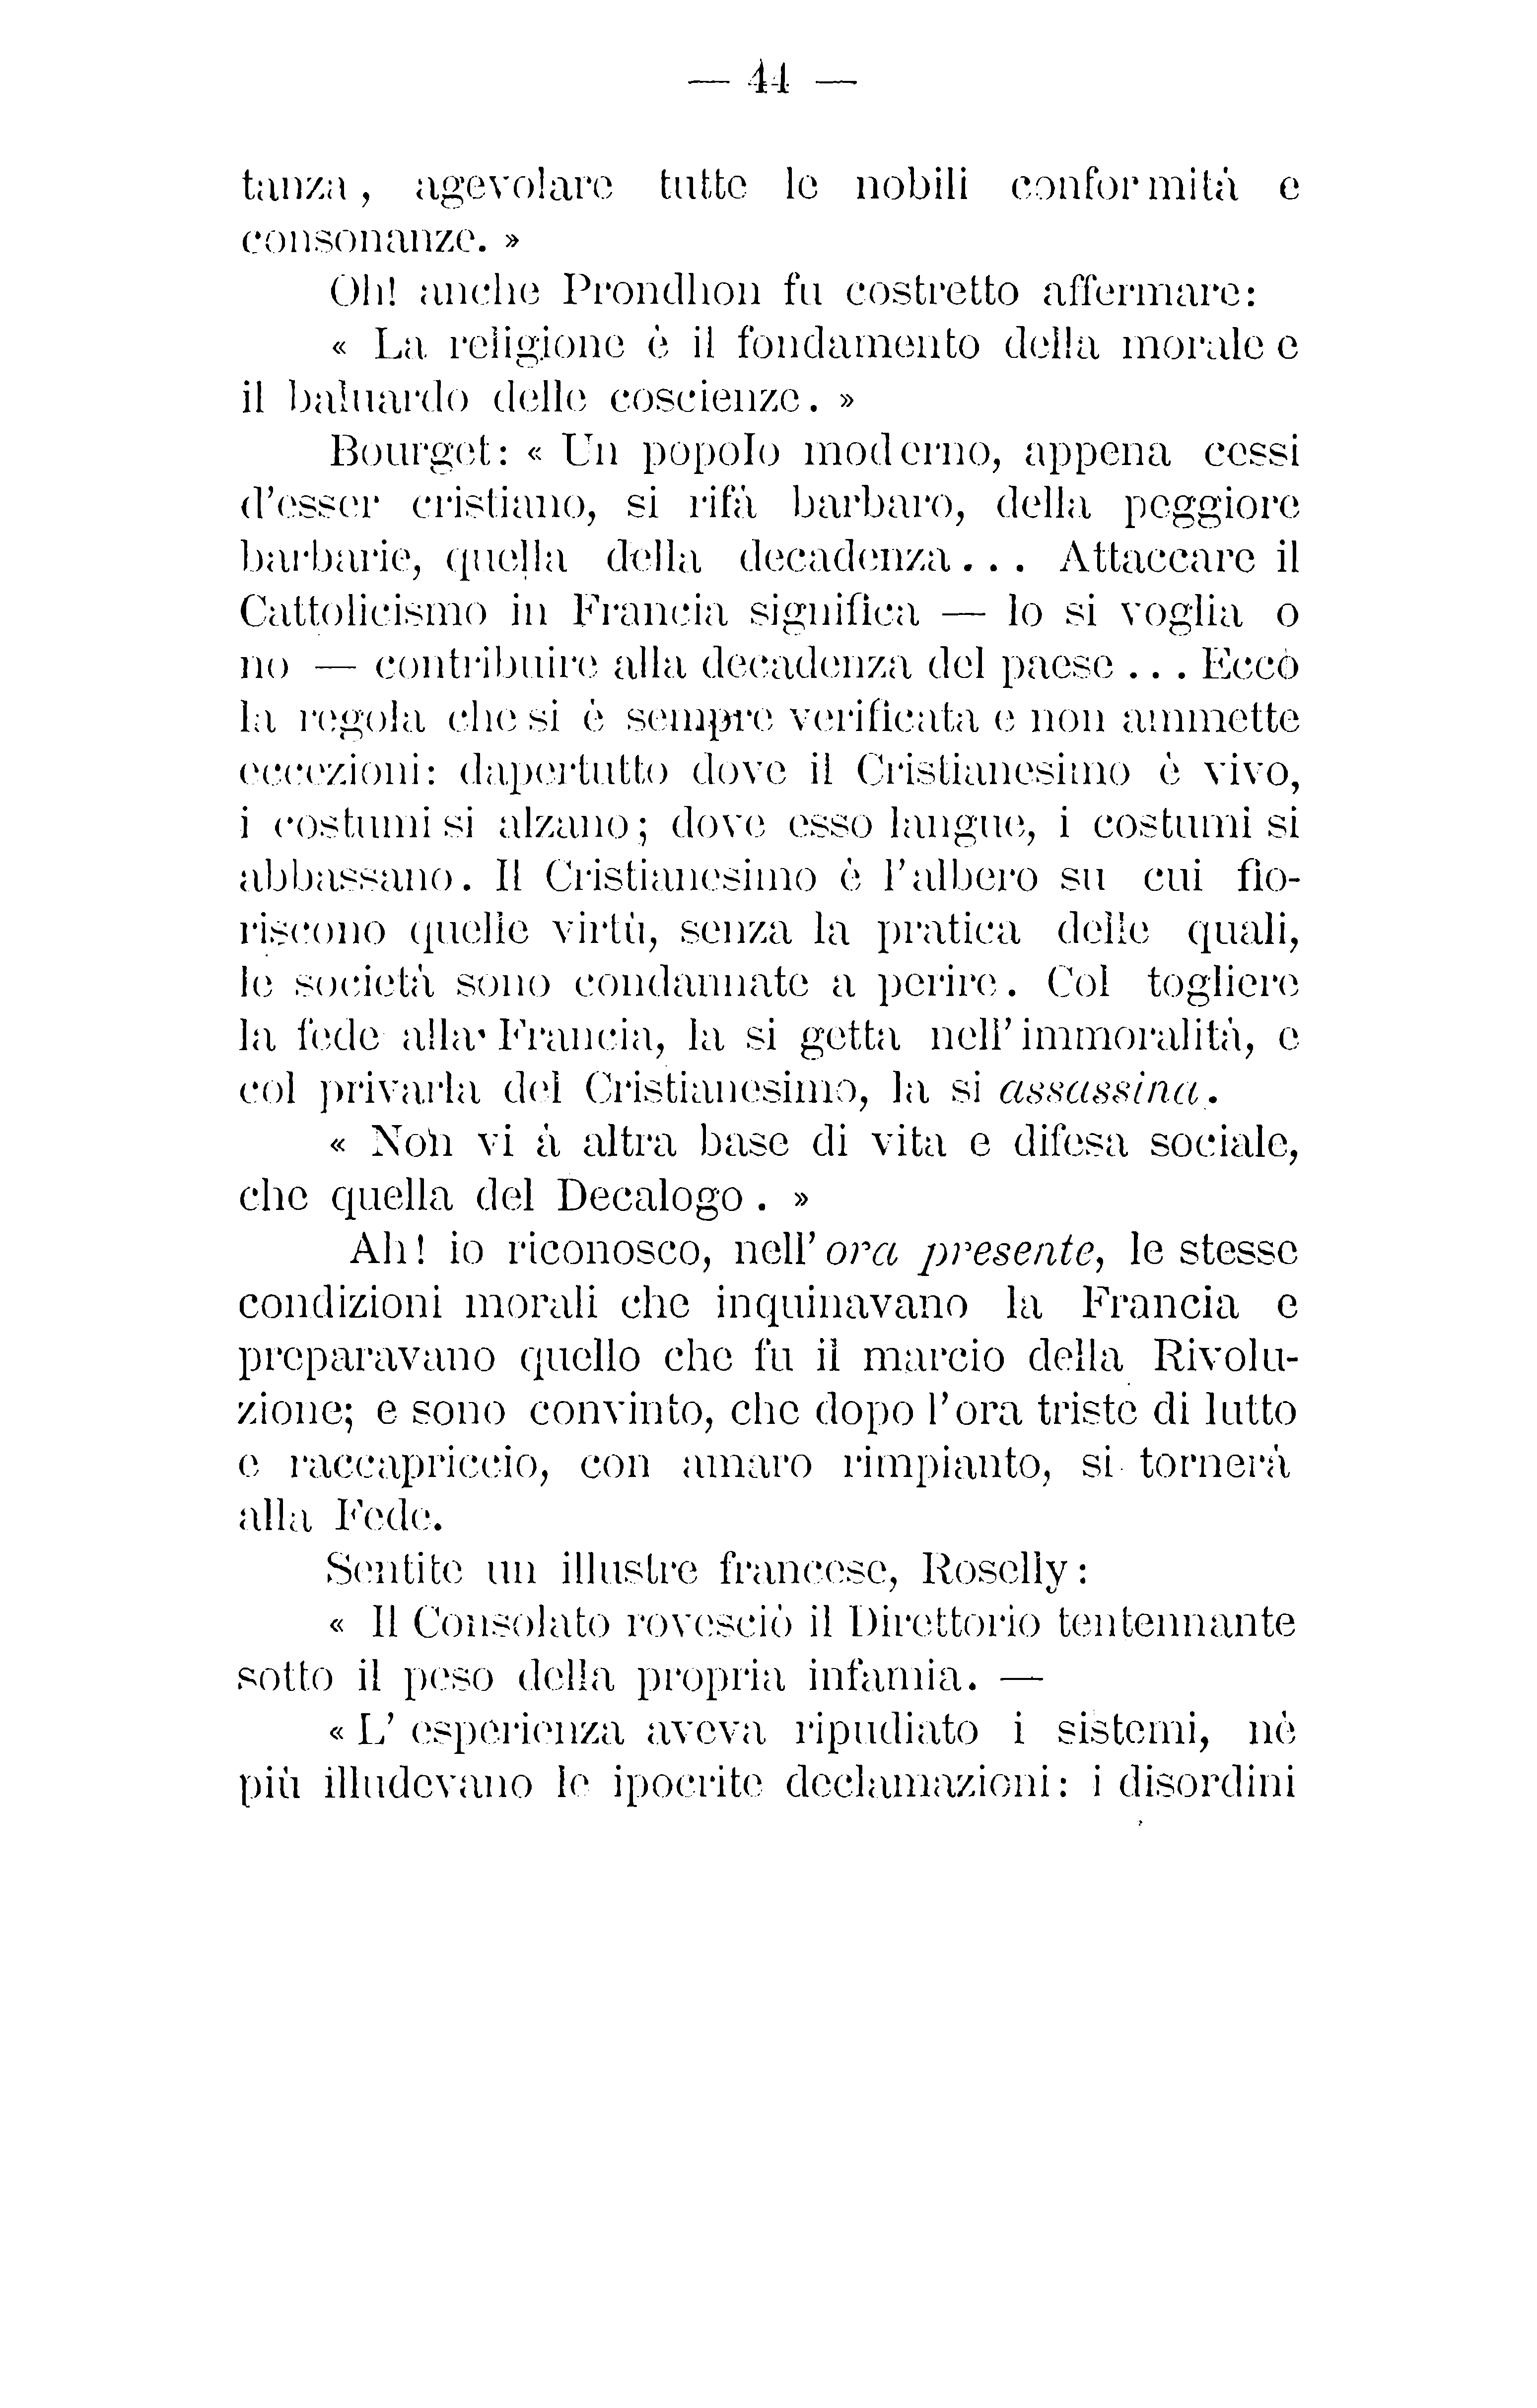 — 44 —
tanza, agevolare tutte le nobili conformità e
consonanze. »
Oh! anche Prondhon fu costretto affermare:
« La religione è il fondamento della morale e
il baluardo delle coscienze. »
Bourget: « Un popolo moderno, appena cessi
d'esser cristiano, si rifà barbaro, della peggiore
barbarie, quella della decadenza... Attaccare il
Cattolicismo in Francia significa — lo si voglia o
no — contribuire alla decadenza del paese... Ecco
la regola che si è sempre verificata e non ammette
eccezioni: dapertutto dove il Cristianesimo è vivo,
i costumi si alzano; dove esso langue, i costumi si
abbassano. Il Cristianesimo è l'albero su cui fio-
riscono quelle virtù, senza la pratica delle quali,
le società sono condannate a perire. Col togliere
la fede alla Francia, la si getta nell'immoralità, e
col privarla del Cristianesimo, la si assassina.
« Non vi à altra base di vita e difesa sociale,
che quella del Decalogo. »
Ah! io riconosco, nell'ora presente, le stesse
condizioni morali che inquinavano la Francia e
preparavano quello che fu il marcio della Rivolu-
zione; e sono convinto, che dopo l'ora triste di lutto
e raccapriccio, con amaro rimpianto, si tornerà
alla Fede.
Sentite un illustre francese, Roselly:
« Il Consolato rovesciò il Direttorio tentennante
sotto il peso della propria infamia. —
« L'esperienza aveva ripudiato i sistemi, nè
più illudevano le ipocrite declamazioni: i disordini